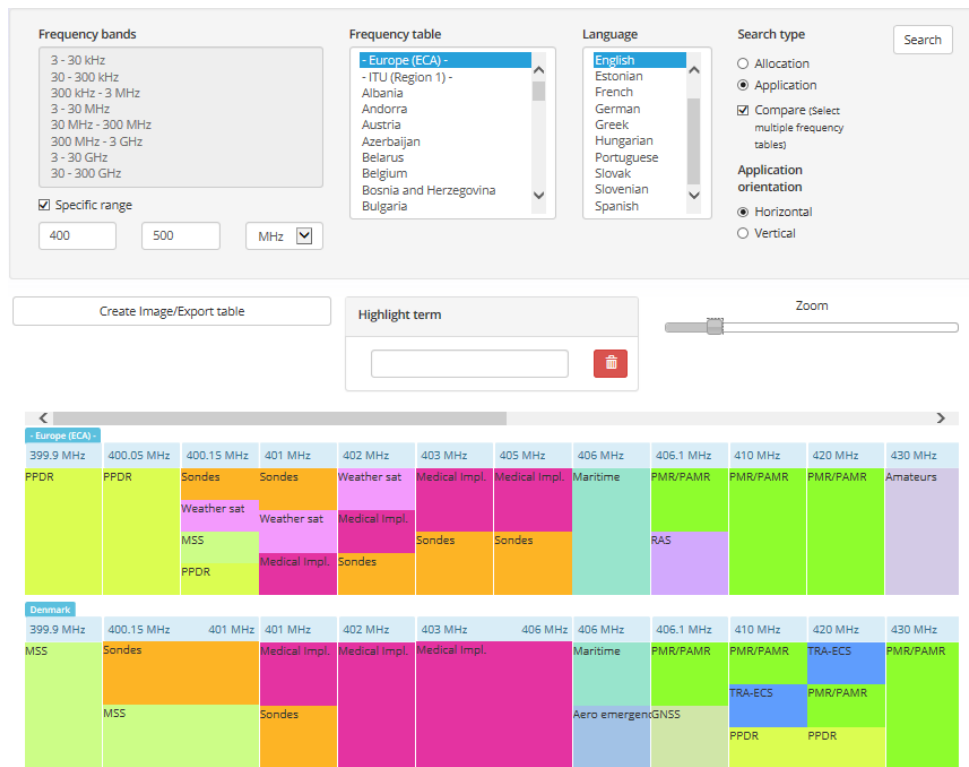 Frequency bands
3 - 30 kHz
30 - 300 kHz
300 kHz - 3 MHz
3 - 30 MHz
30 MHz - 300 MHz
300 MHz - 3 GHz
3 - 30 GHz
30 - 300 GHz
Specific range
400 500 MHz
Frequency table
- Europe (ECA) -
- ITU (Region 1) -
Albania
Andorra
Austria
Azerbaijan
Belarus
Belgium
Bosnia and Herzegovina
Bulgaria
Language
English
Estonian
French
German
Greek
Hungarian
Portuguese
Slovak
Slovenian
Spanish
Search type
Allocation
Application
Compare (Select
multiple frequency
tables)
Application
orientation
Horizontal
Vertical
Search
Create Image/Export table
Highlight term
Zoom
- Europe (ECA) -
399.9 MHz 400.05 MHz 400.15 MHz 401 MHz 402 MHz 403 MHz 405 MHz 406 MHz 406.1 MHz 410 MHz 420 MHz 430 MHz
PPDR PPDR Sondes Sondes Weather sat Medical Impl. Medical Impl. Maritime PMR/PAMR PMR/PAMR PMR/PAMR Amateurs
Weather sat Weather sat Medical Impl.
MSS Sondes Sondes RAS
PPDR Medical Impl. Sondes
Denmark
399.9 MHz 400.15 MHz 401 MHz 401 MHz 402 MHz 403 MHz 406 MHz 406 MHz 406.1 MHz 410 MHz 420 MHz 430 MHz
MSS Sondes Medical Impl. Medical Impl. Medical Impl. Maritime PMR/PAMR PMR/PAMR TRA-ECS PMR/PAMR
TRA-ECS PMR/PAMR
MSS Sondes Aero emergenc GNSS
PPDR PPDR